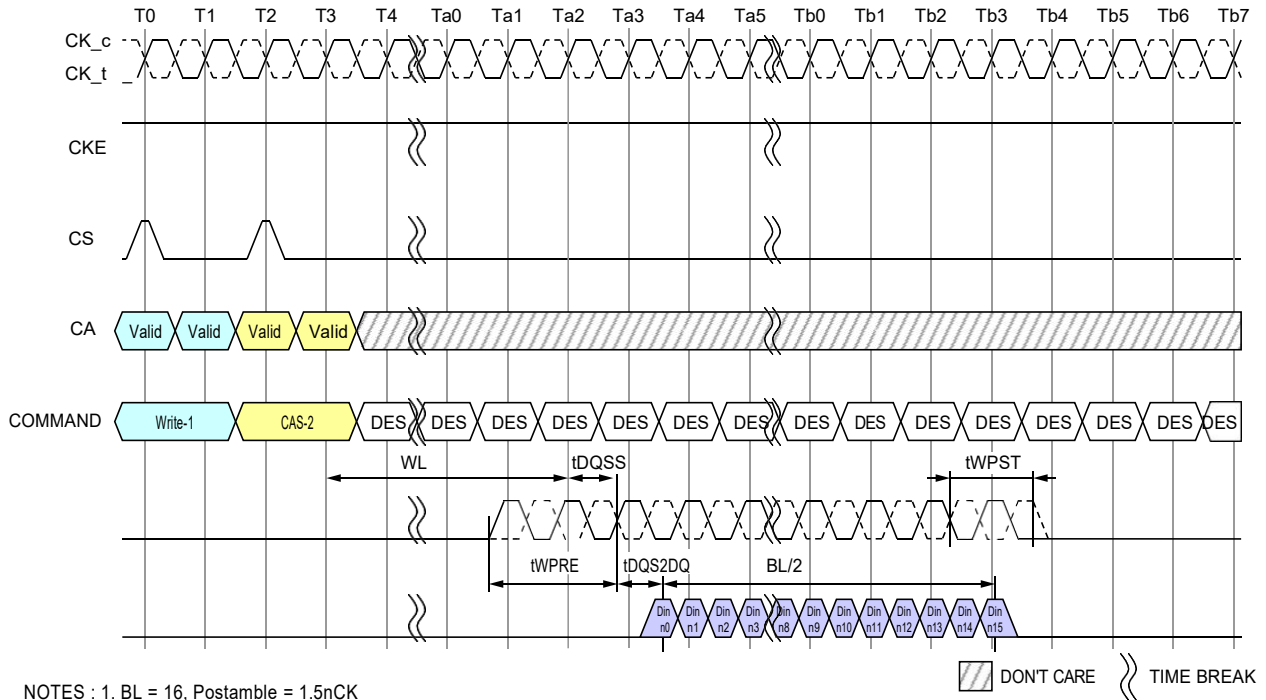 T0 T1 T2 T3 T4 Ta0 Ta1 Ta2 Ta3 Ta4 Ta5 Tb0 Tb1 Tb2 Tb3 Tb4 Tb5 Tb6 Tb7
CK_c
CK_t
CKE
CS
CA Valid Valid Valid Valid
COMMAND Write-1 CAS-2 DES DES DES DES DES DES DES DES DES DES DES DES DES DES DES
WL tDQSS tWPST
tWPRE tDQS2DQ BL/2
Din Din Din Din Din Din Din Din Din Din Din Din
n0 n1 n2 n3 n8 n9 n10 n11 n12 n13 n14 n15
DON'T CARE TIME BREAK
NOTES : 1. BL = 16, Postamble = 1.5nCK